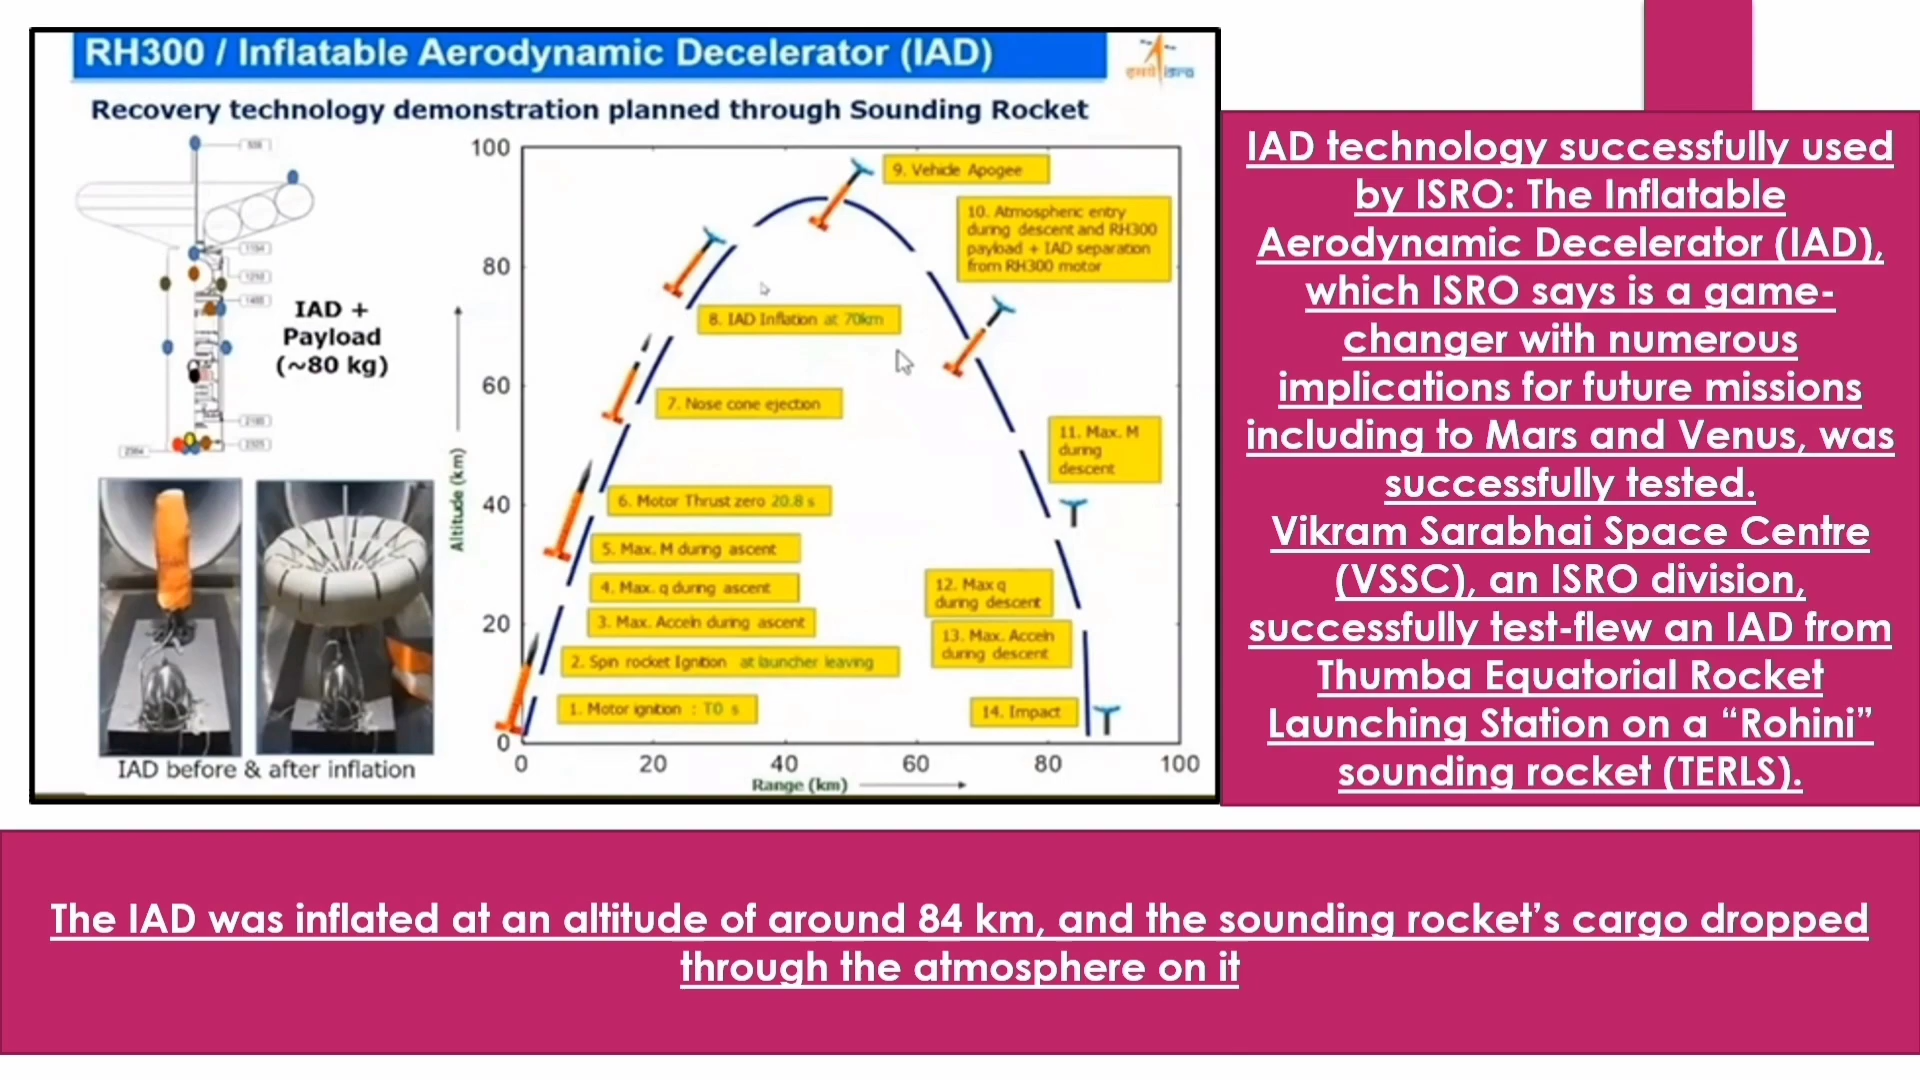 RH300 / Inflatable Aerodynamic Decelerator (IAD)
इसरो isro
Recovery technology demonstration planned through Sounding Rocket
IAD +
Payload
(~80 kg)
IAD before & after inflation
Altitude (km)
100
80
60
40
20
0
0
20
40
60
80
100
Range (km)
9. Vehicle Apogee
10. Atmospheric entry
during descent and RH300
payload + IAD separation
from RH300 motor
8. IAD Inflation at 70km
7. Nose cone ejection
11. Max. M
during
descent
6. Motor Thrust zero 20.8 s
5. Max. M during ascent
4. Max. q during ascent
3. Max. Acceln during ascent
2. Spin rocket Ignition at launcher leaving
1. Motor ignition : T0 s
12. Max q
during descent
13. Max. Acceln
during descent
14. Impact
IAD technology successfully used
by ISRO: The Inflatable
Aerodynamic Decelerator (IAD),
which ISRO says is a game-
changer with numerous
implications for future missions
including to Mars and Venus, was
successfully tested.
Vikram Sarabhai Space Centre
(VSSC), an ISRO division,
successfully test-flew an IAD from
Thumba Equatorial Rocket
Launching Station on a “Rohini”
sounding rocket (TERLS).
The IAD was inflated at an altitude of around 84 km, and the sounding rocket’s cargo dropped
through the atmosphere on it